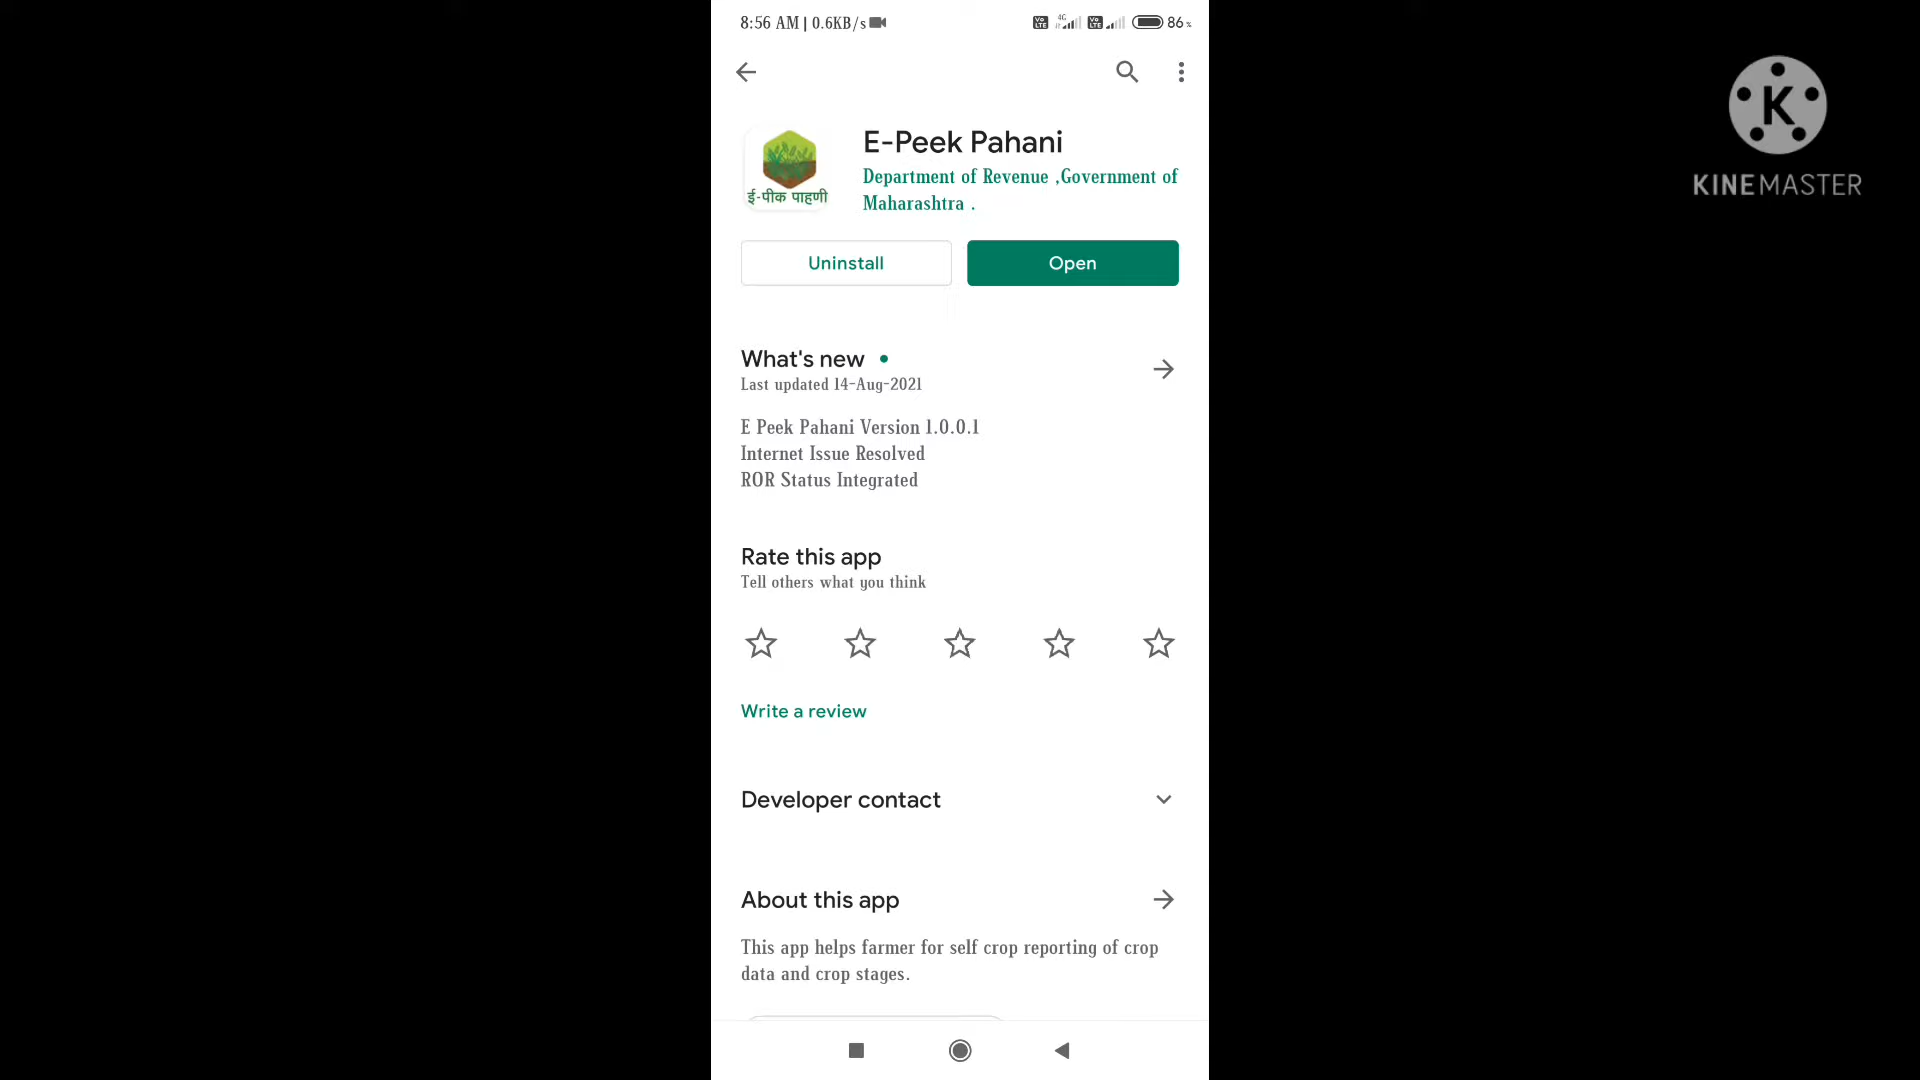 8:56 AM | 0.6KB/s
4G
86%
E-Peek Pahani
ई-पीक पाहणी
Department of Revenue ,Government of
Maharashtra .
Uninstall
Open
What's new
Last updated 14-Aug-2021
E Peek Pahani Version 1.0.0.1
Internet Issue Resolved
ROR Status Integrated
Rate this app
Tell others what you think
Write a review
Developer contact
About this app
This app helps farmer for self crop reporting of crop
data and crop stages.
K
KINEMASTER